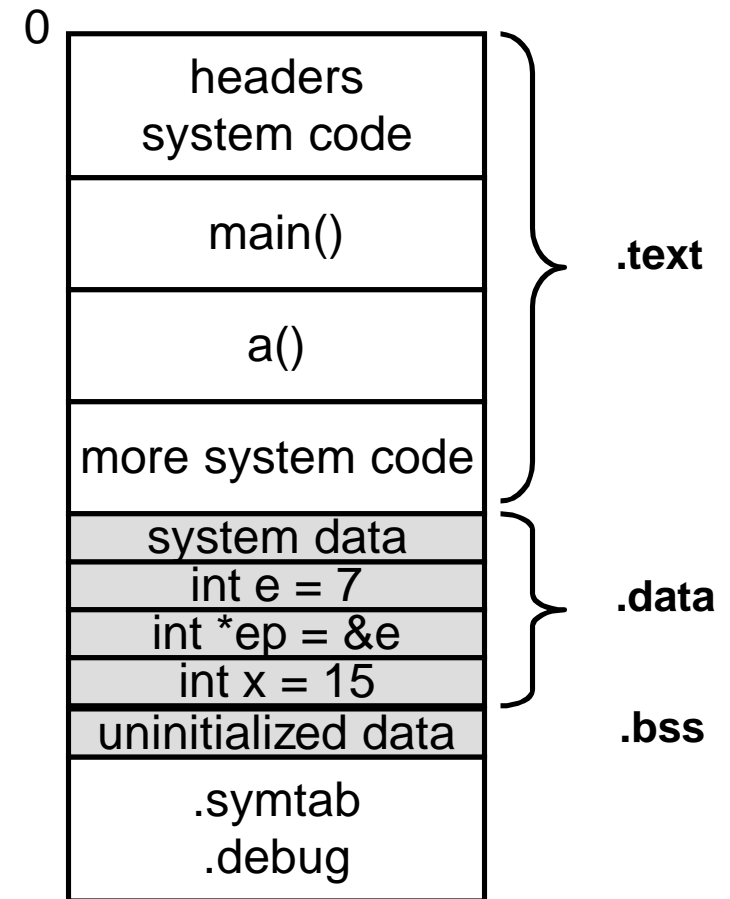 0
headers
system code
main()
a()
more system code
.text
system data
int e = 7
int *ep = &e
int x = 15
.data
uninitialized data
.bss
.symtab
.debug